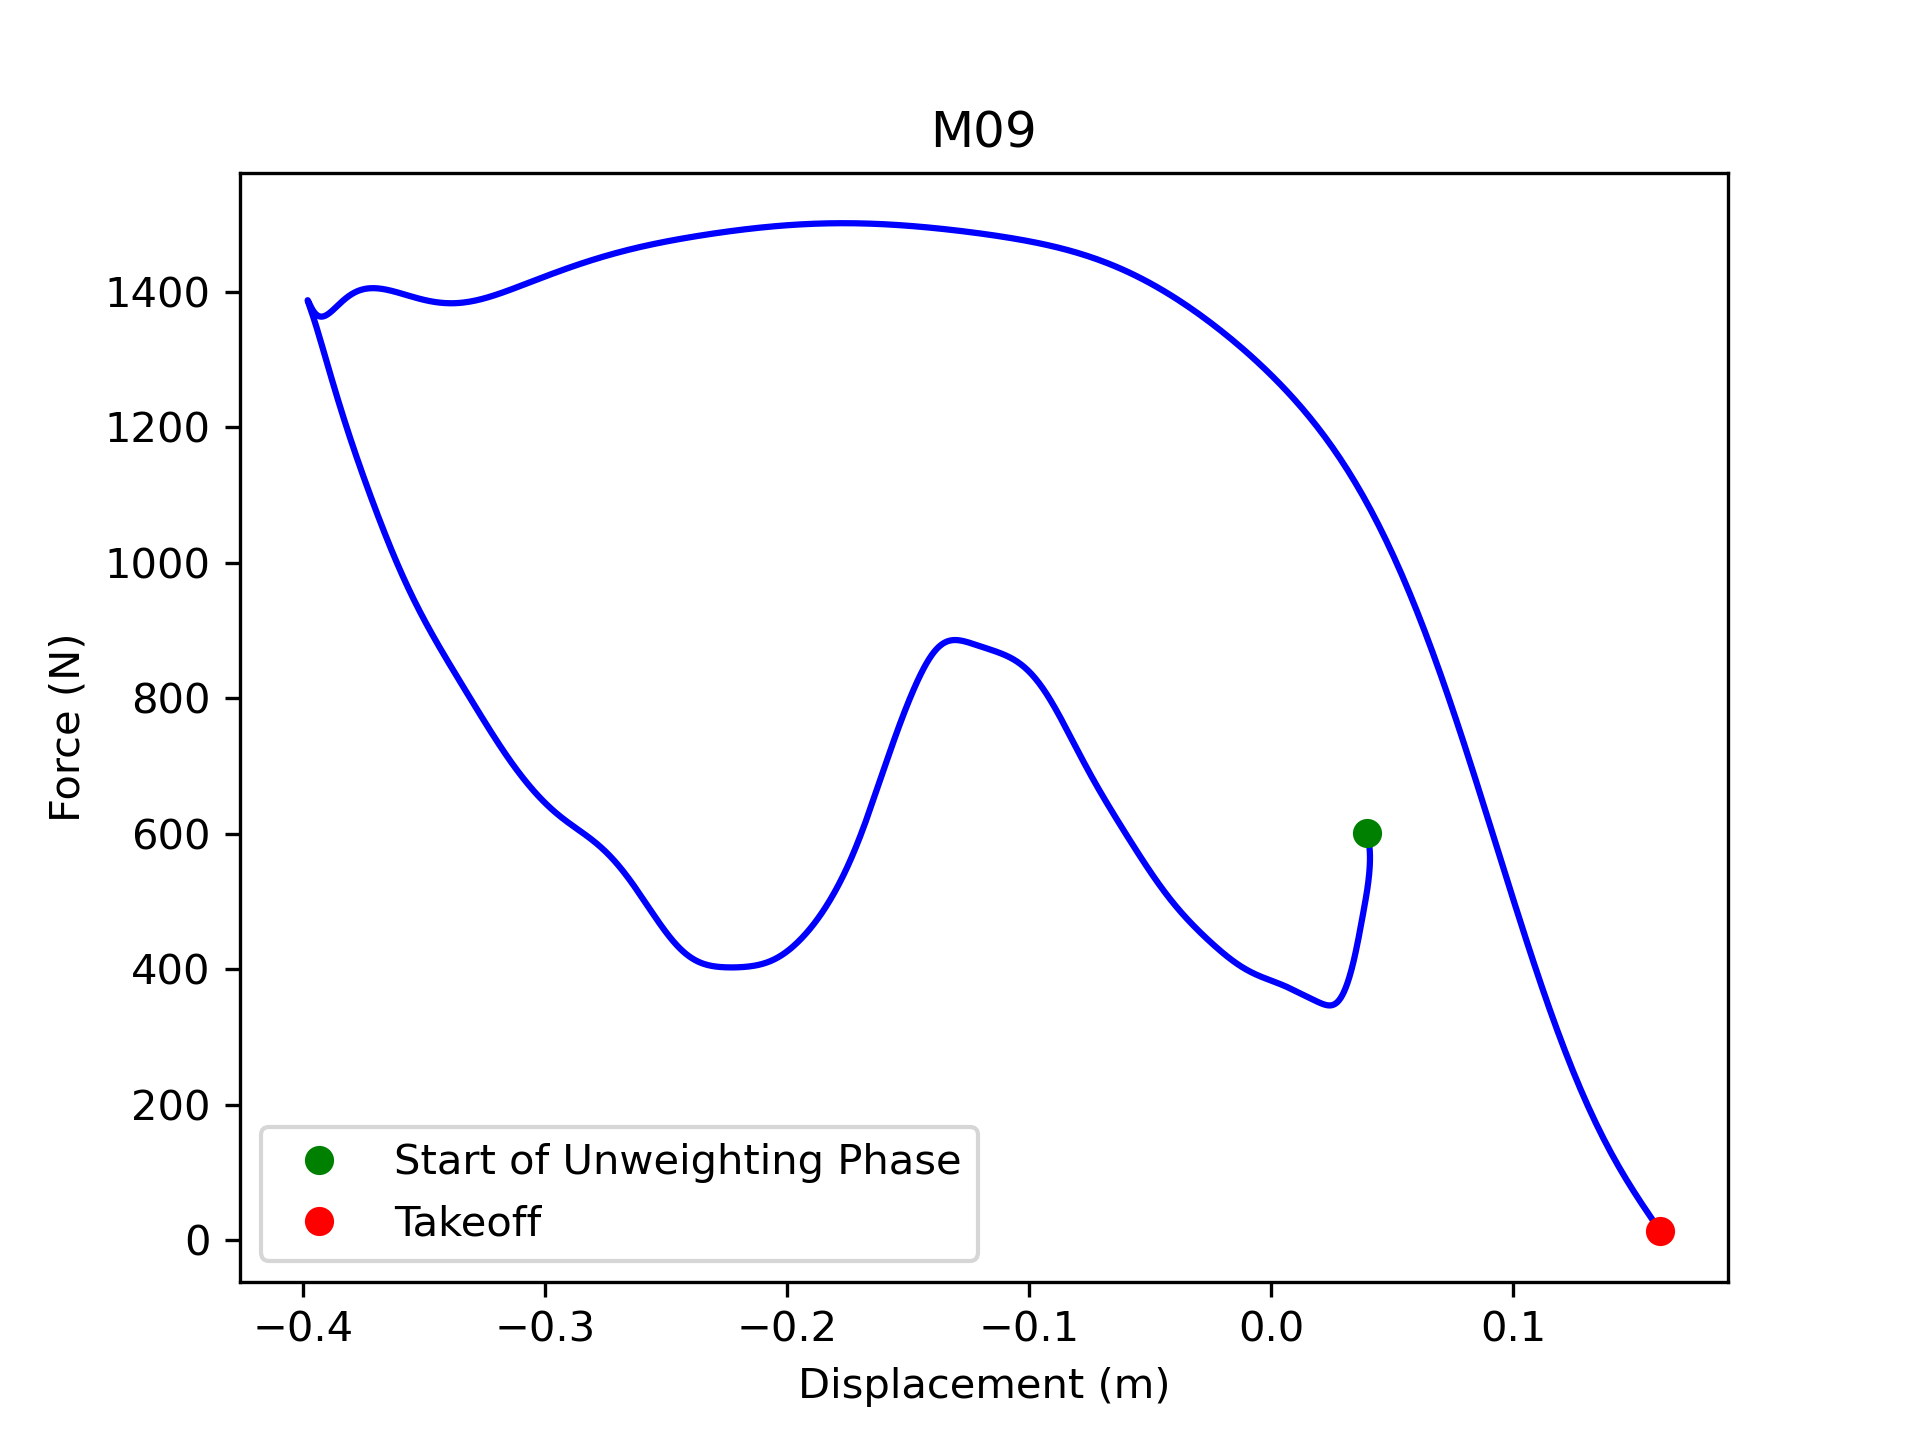 M09
Force (N)
1400
1200
1000
800
600
400
200
0
Start of Unweighting Phase
Takeoff
−0.4 −0.3 −0.2 −0.1 0.0 0.1
Displacement (m)